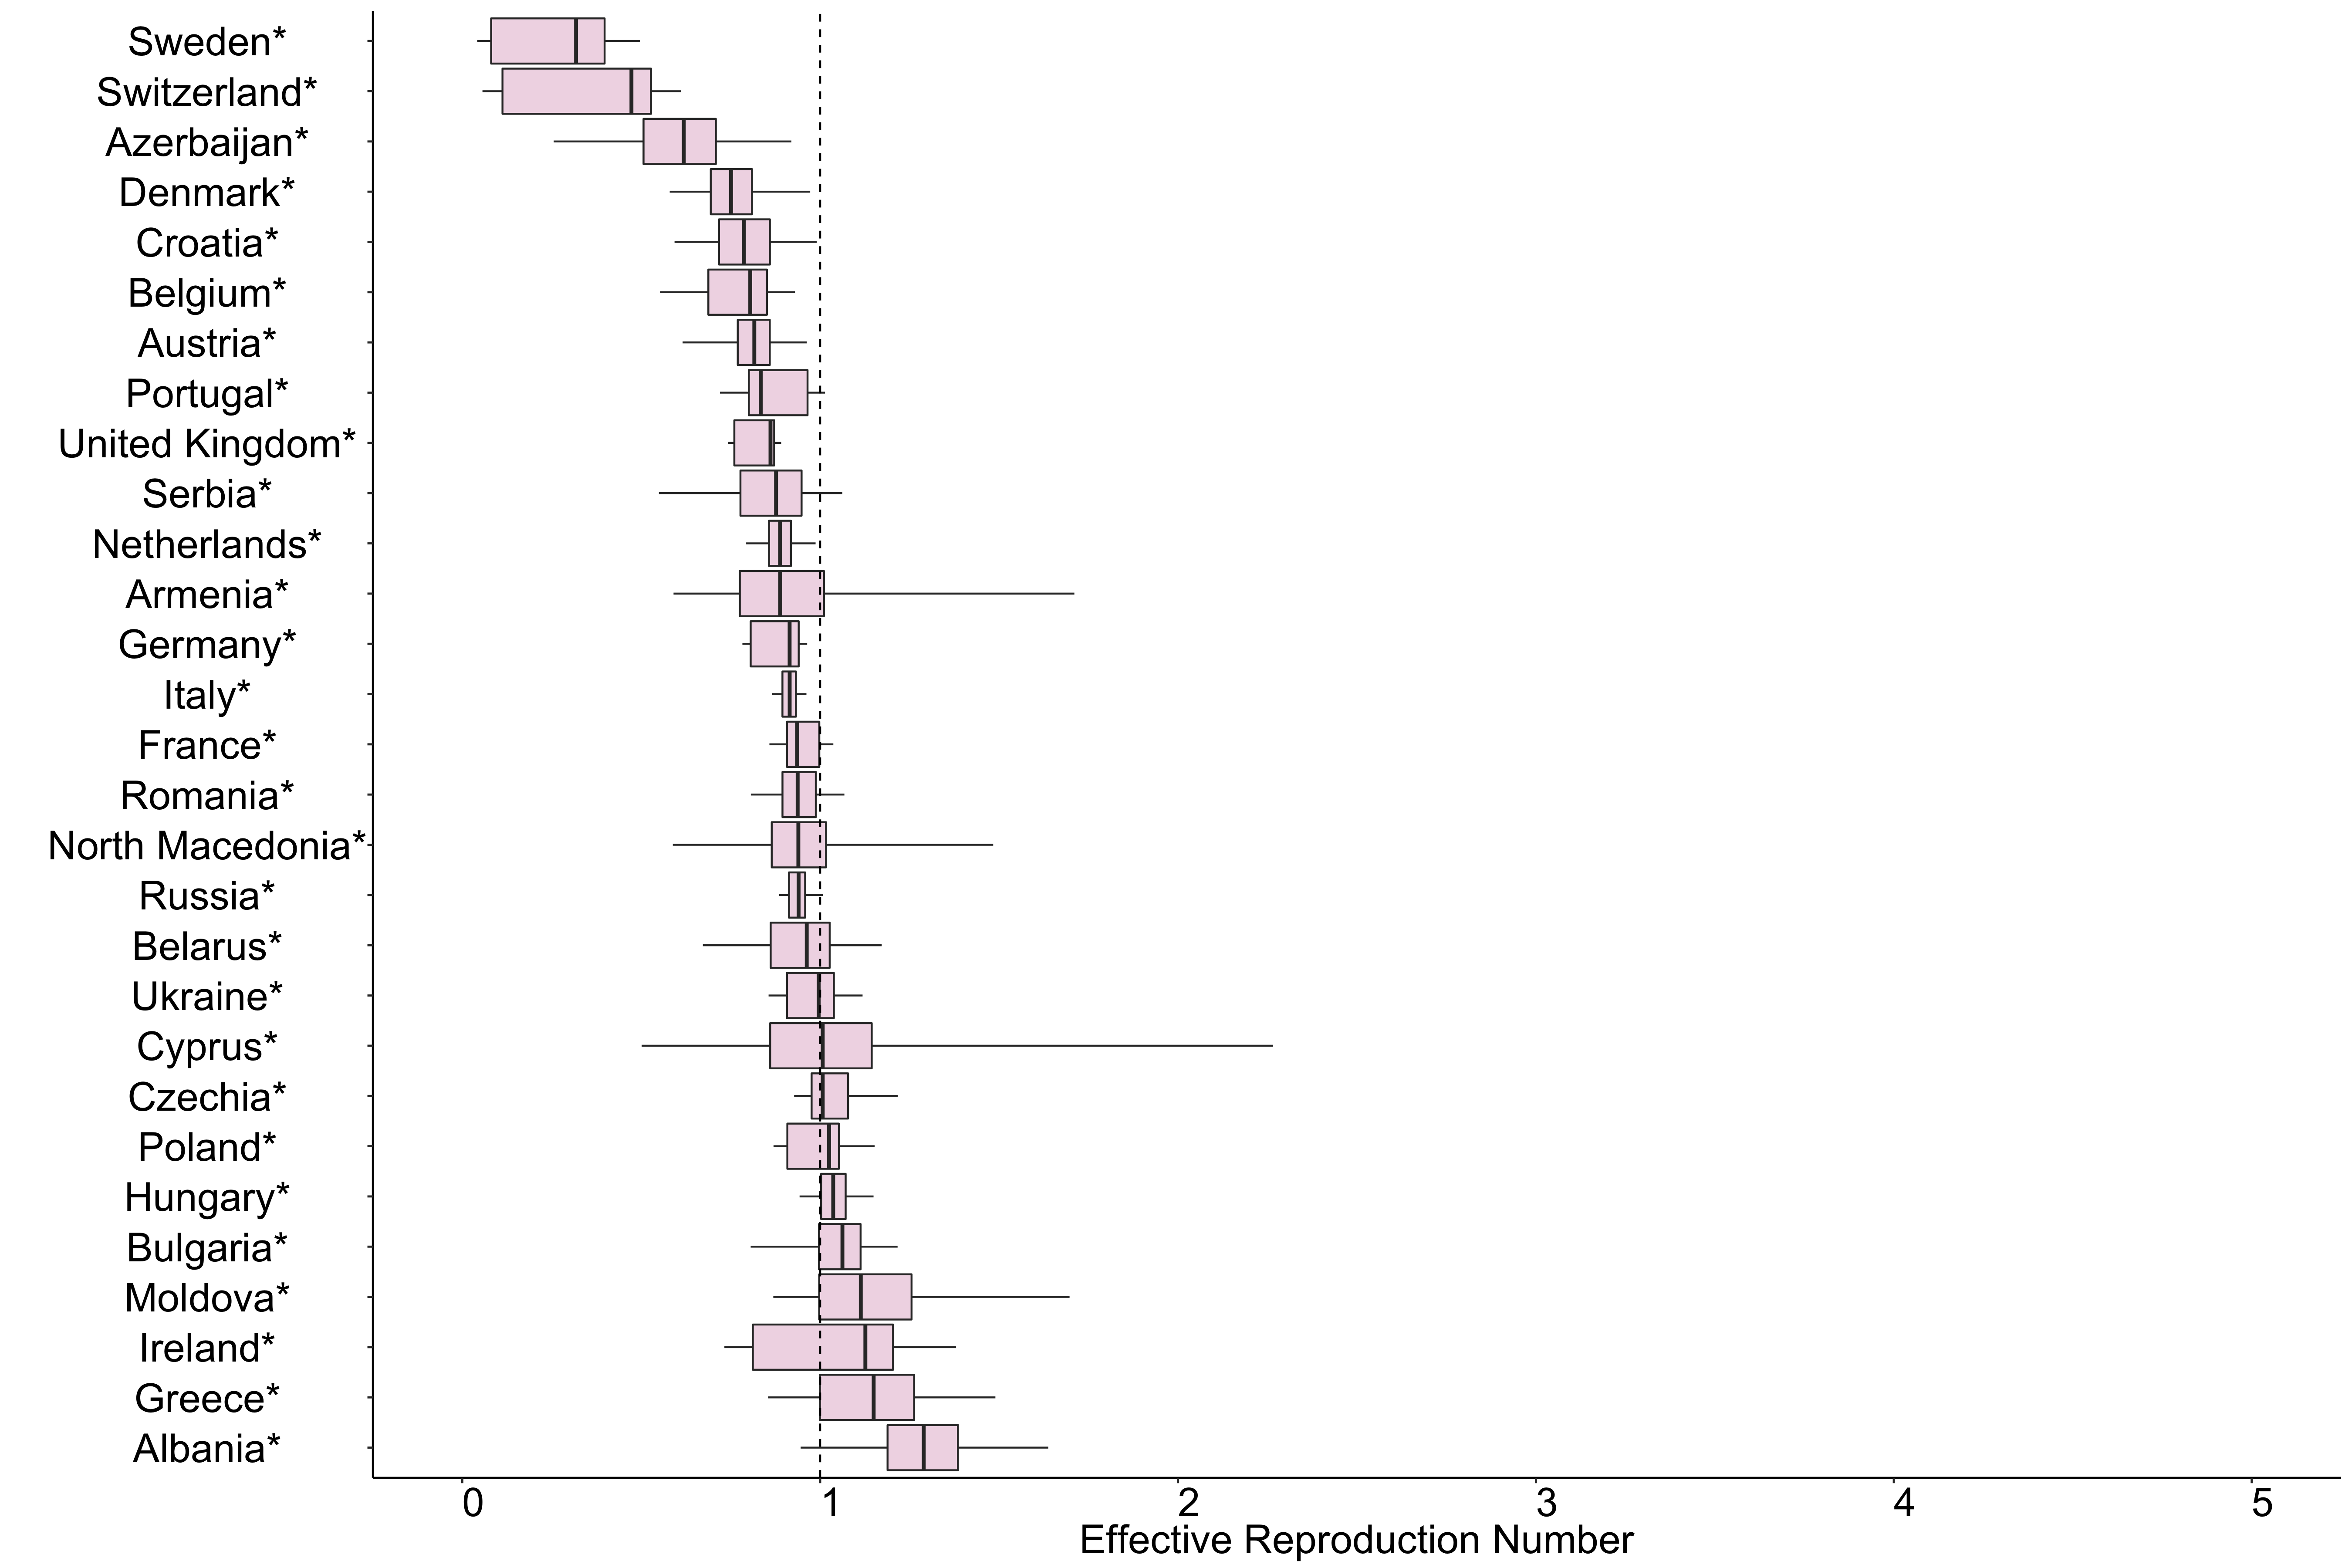 Sweden*
Switzerland*
Azerbaijan*
Denmark*
Croatia*
Belgium*
Austria*
Portugal*
United Kingdom*
Serbia*
Netherlands*
Armenia*
Germany*
Italy*
France*
Romania*
North Macedonia*
Russia*
Belarus*
Ukraine*
Cyprus*
Czechia*
Poland*
Hungary*
Bulgaria*
Moldova*
Ireland*
Greece*
Albania*
0 1 2 3 4 5
Effective Reproduction Number